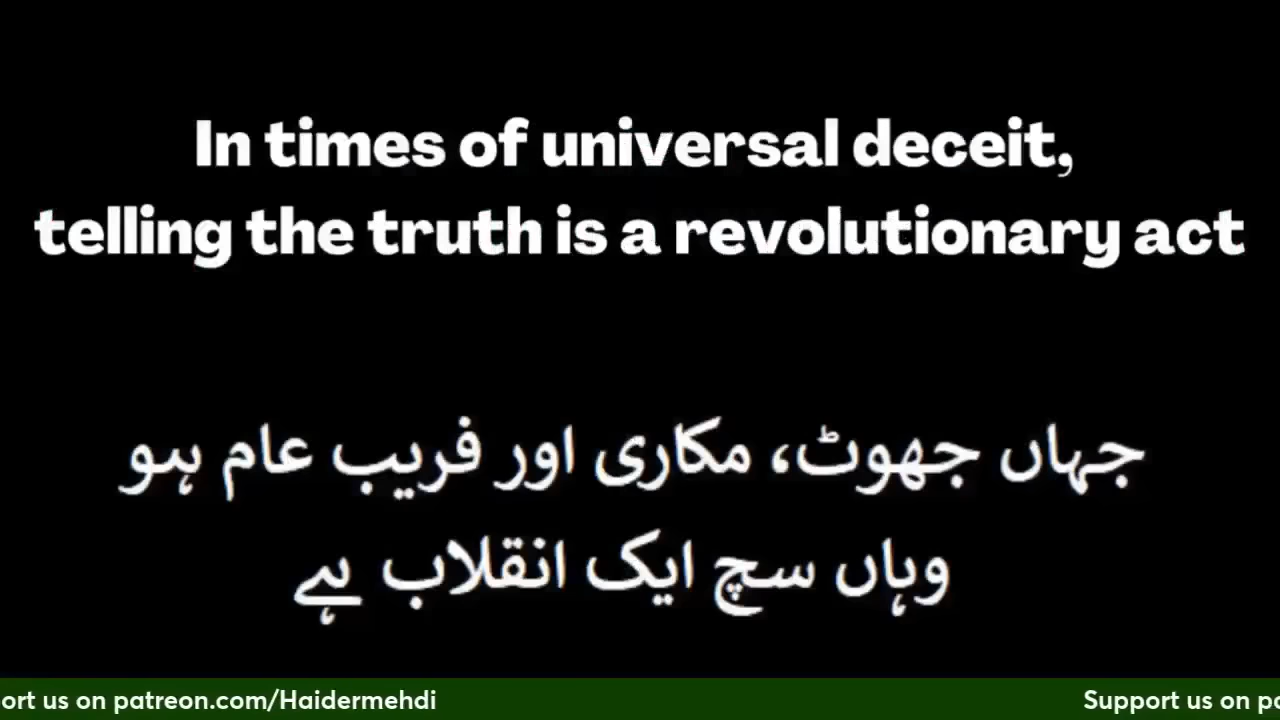 In times of universal deceit,
telling the truth is a revolutionary act
جہاں جھوٹ، مکاری اور فریب عام ہو
وہاں سچ ایک انقلاب ہے
ort us on patreon.com/Haidermehdi
Support us on pa